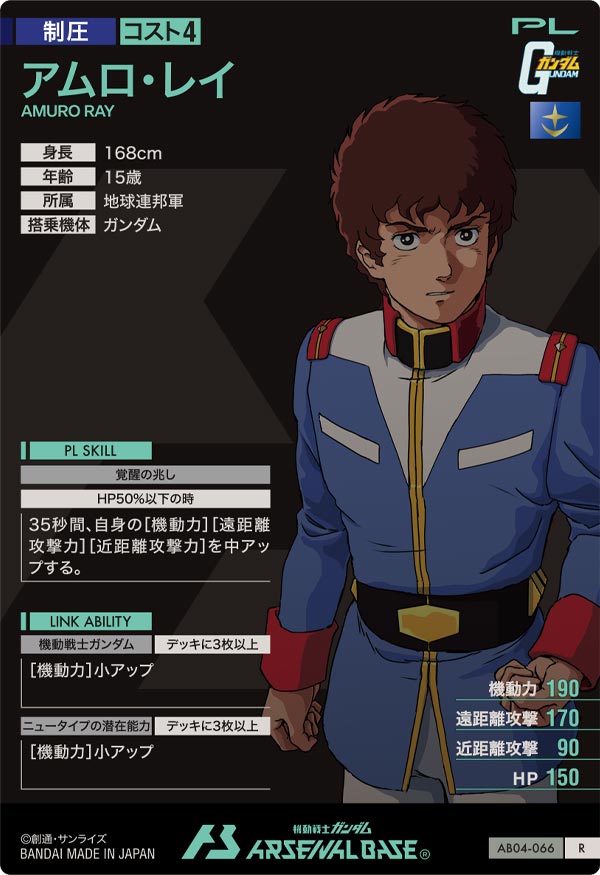 制圧 コスト4
PL
アムロ・レイ
AMURO RAY
機動戦士
ガンダム
GUNDAM
身長 168cm
年齢 15歳
所属 地球連邦軍
搭乗機体 ガンダム
PL SKILL
覚醒の兆し
HP50%以下の時
35秒間、自身の[機動力][遠距離
攻撃力][近距離攻撃力]を中アッ
プする。
LINK ABILITY
機動戦士ガンダム デッキに3枚以上
[機動力]小アップ
ニュータイプの潜在能力 デッキに3枚以上
[機動力]小アップ
機動力 190
遠距離攻撃 170
近距離攻撃 90
HP 150
©創通・サンライズ
BANDAI MADE IN JAPAN
機動戦士ガンダム
ARSENAL BASE®
AB04-066 R